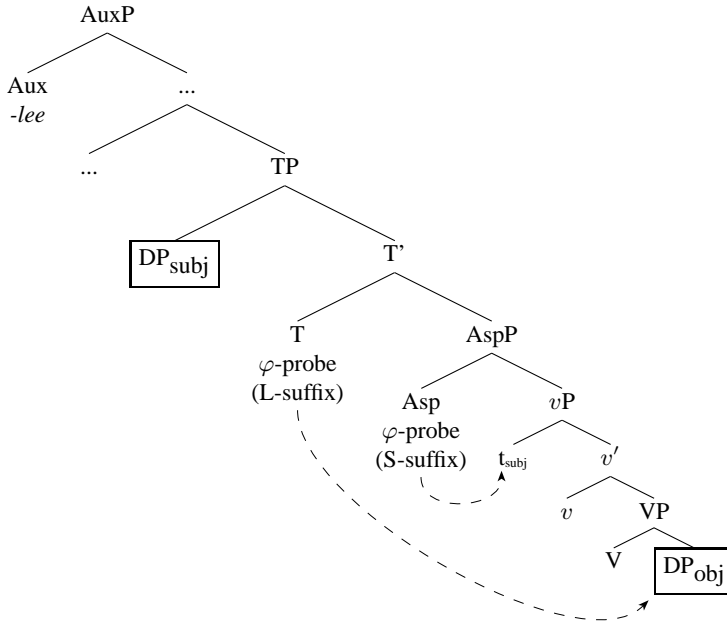 AuxP
Aux ...
-lee
... TP
DPsubj T’
T AspP
φ-probe
(L-suffix) Asp vP
φ-probe
(S-suffix) tsubj v′
v VP
V DPobj